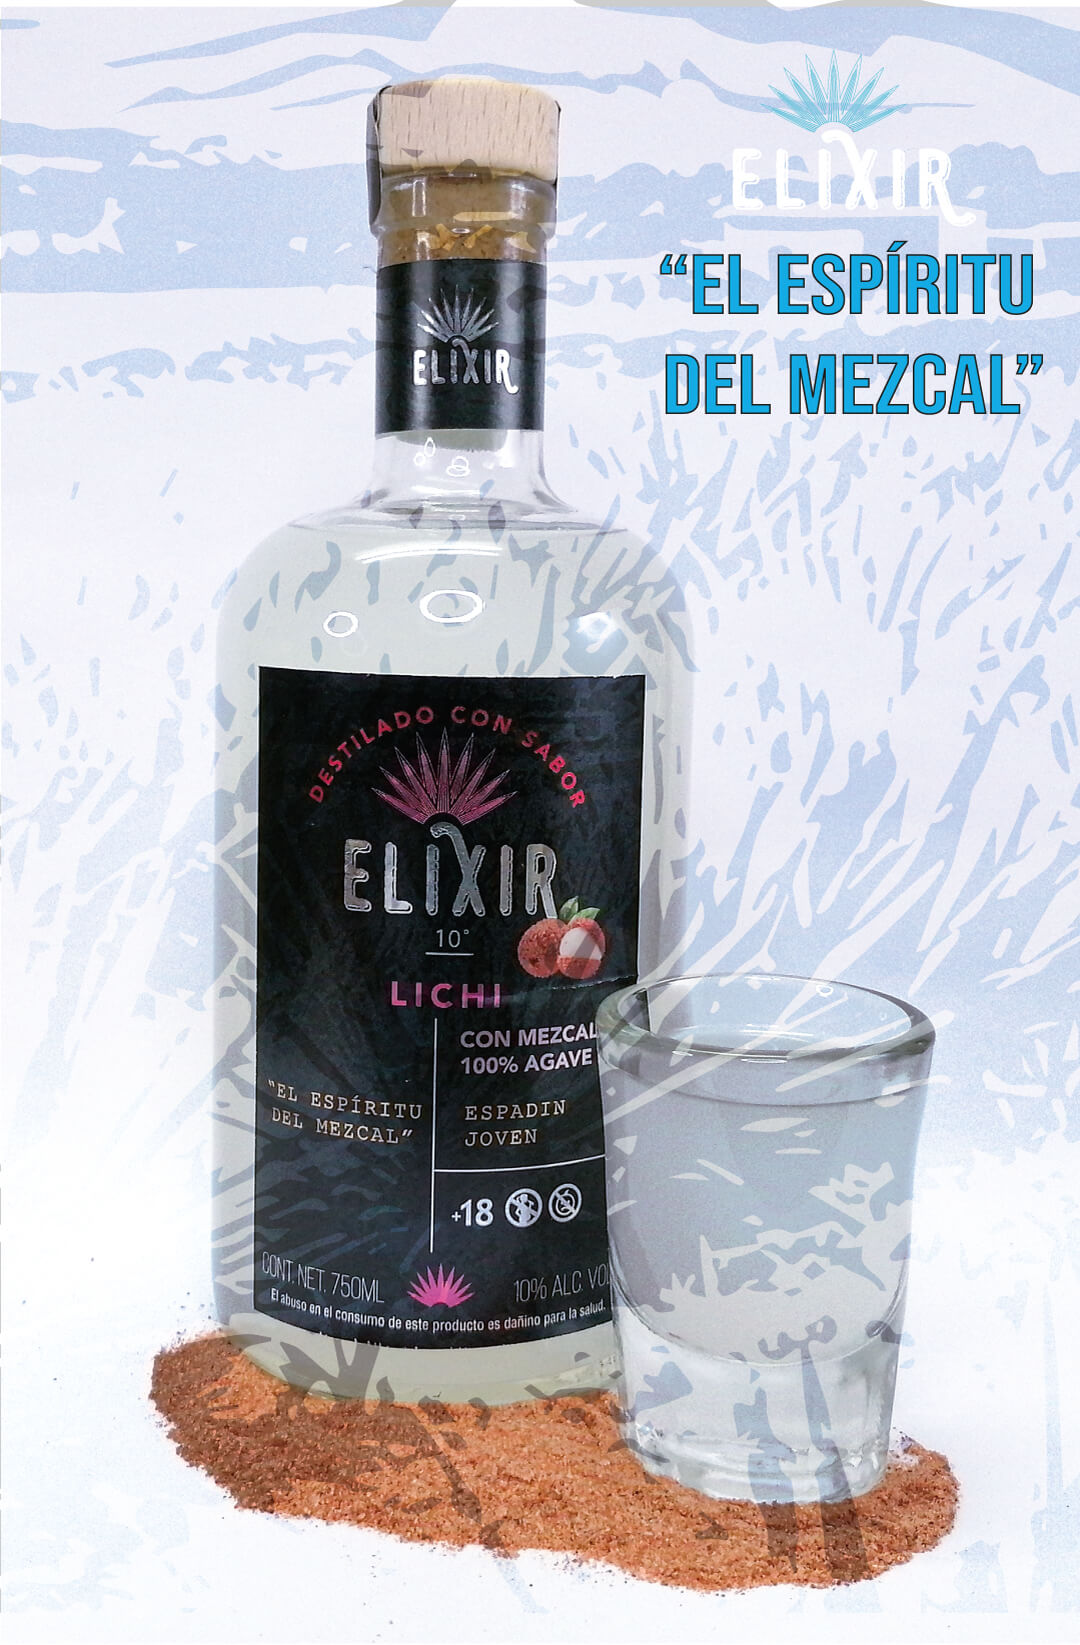 ELIXIR
“EL ESPÍRITU
DEL MEZCAL”
ELIXIR
DESTILADO CON SABOR
ELIXIR
10°
LICHI
CON MEZCAL
100% AGAVE
"EL ESPÍRITU
DEL MEZCAL"
ESPADIN
JOVEN
+18
CONT. NET. 750ML
10% ALC. VOL
El abuso en el consumo de este producto es dañino para la salud.